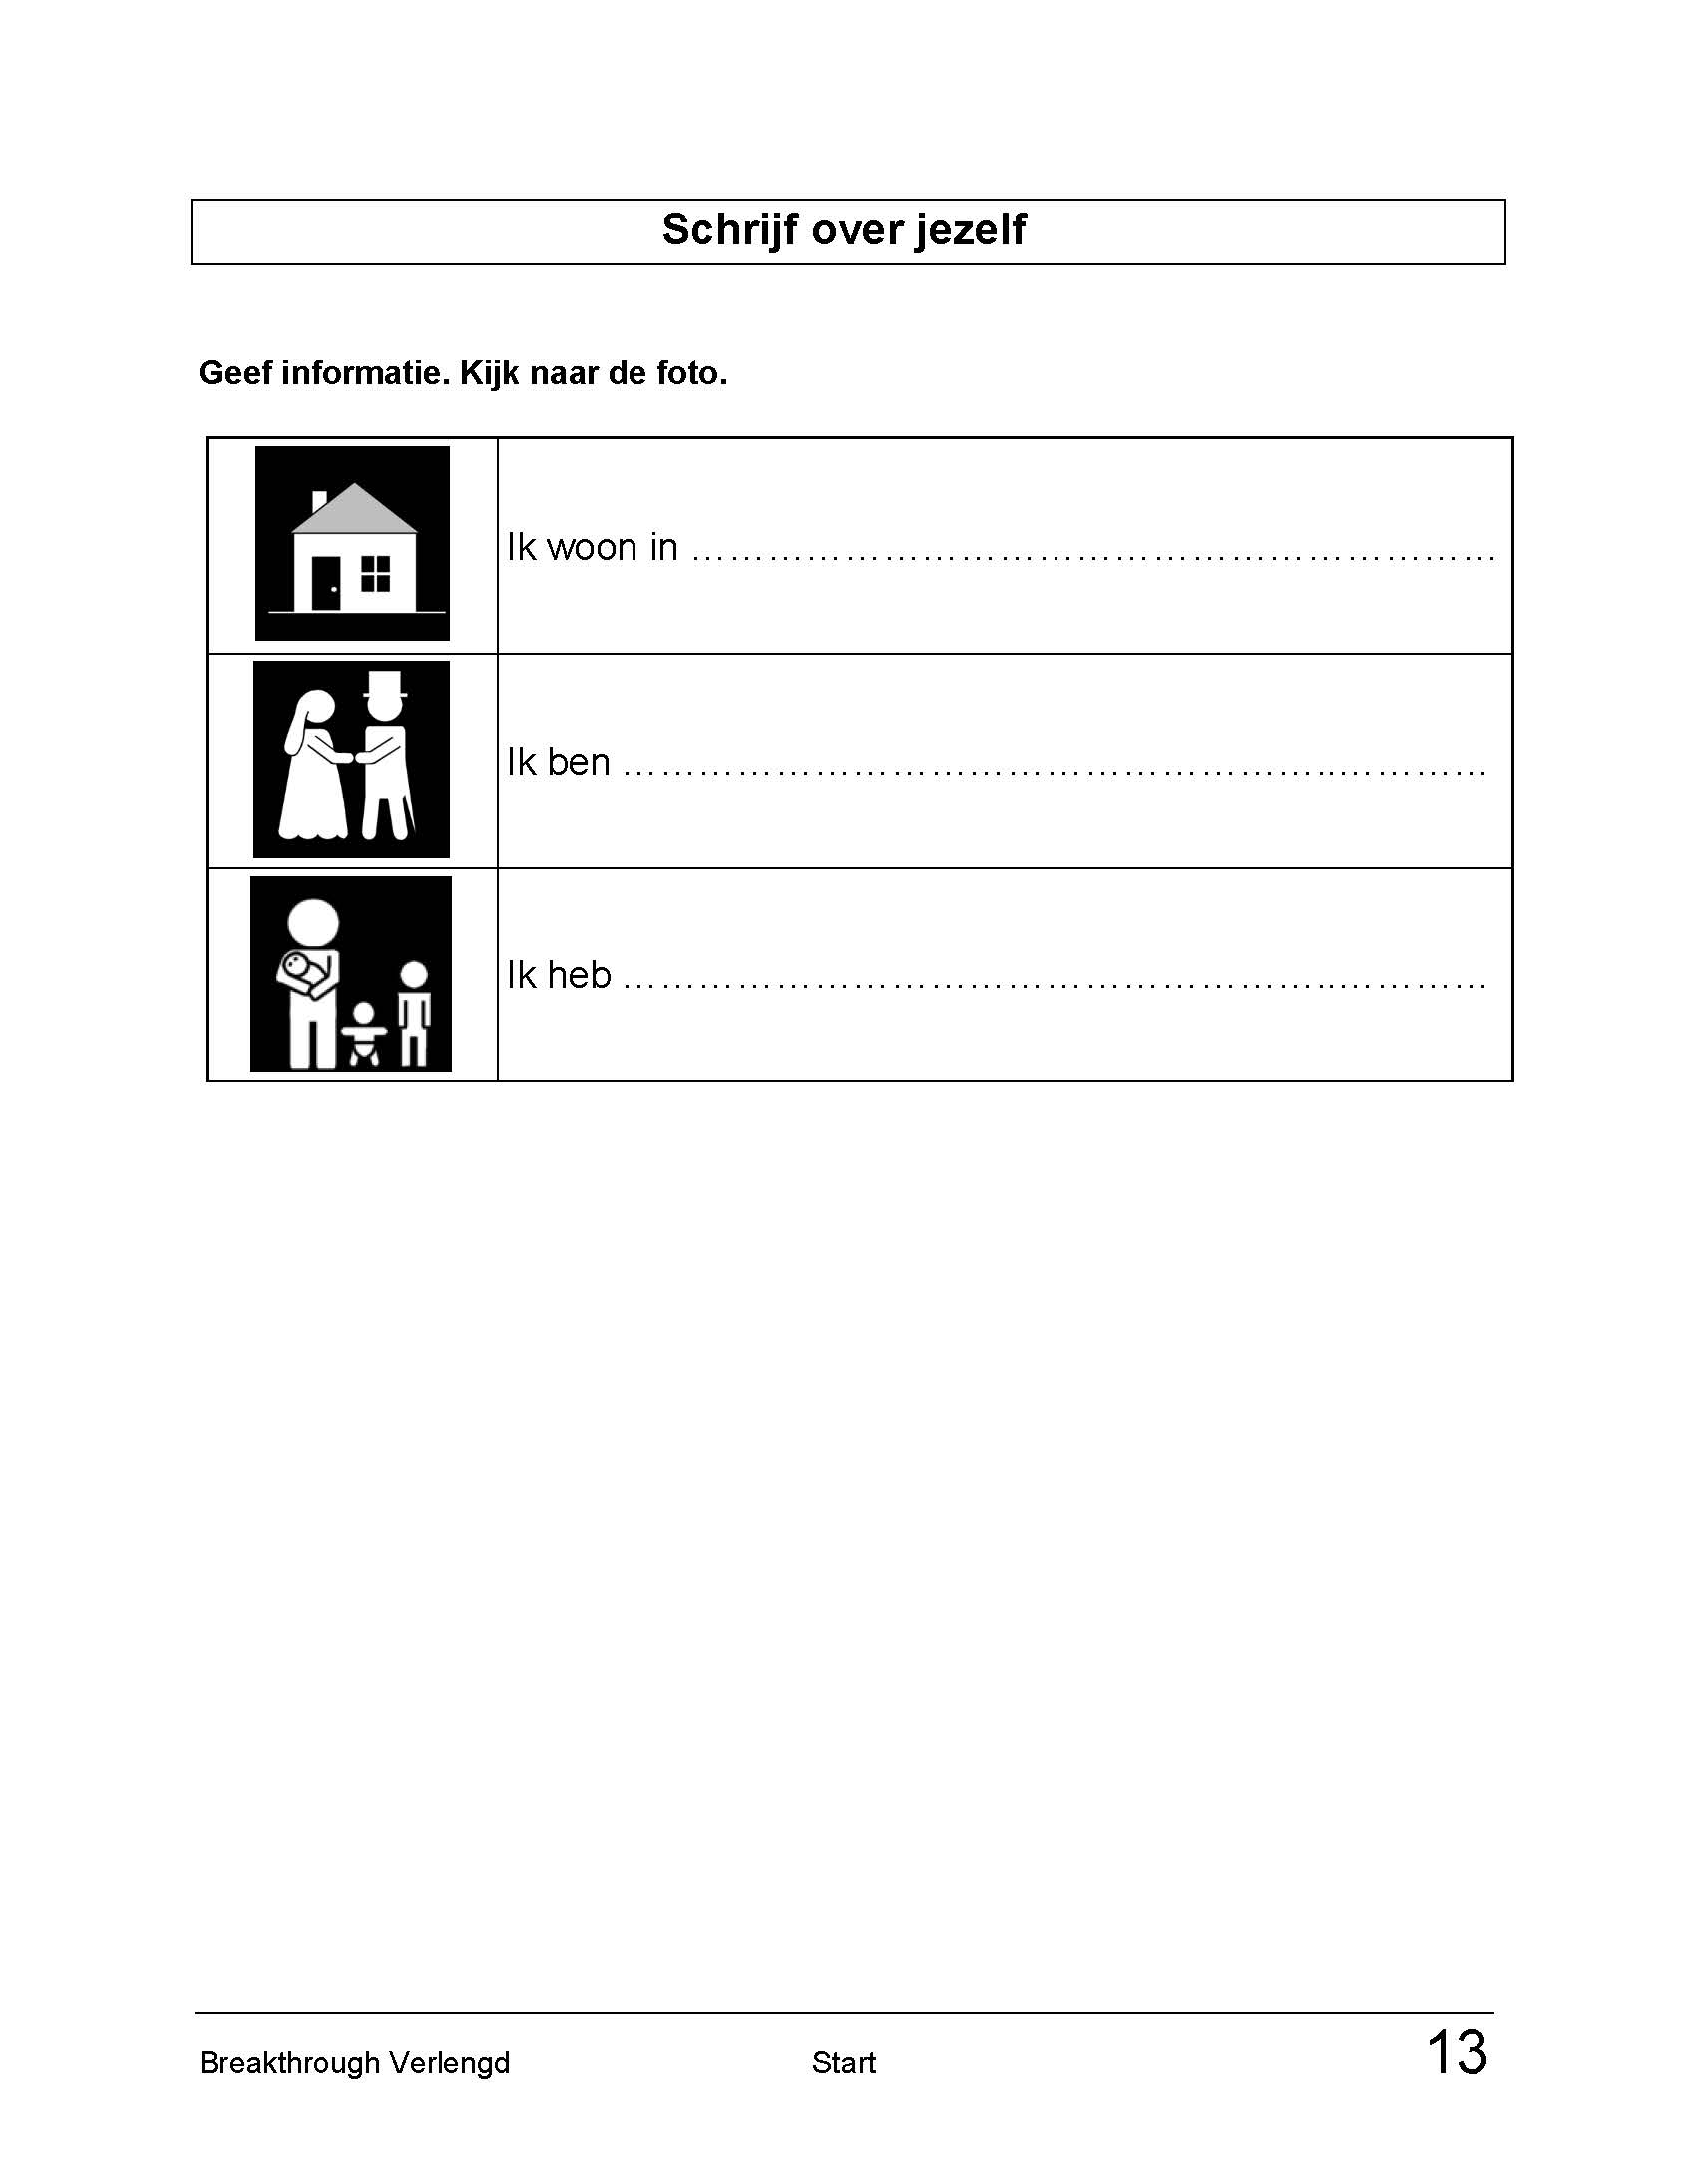 Schrijf over jezelf
Geef informatie. Kijk naar de foto.
Ik woon in ……………………………………………………………
Ik ben ……………………………………………………..…………
Ik heb ……………………………………………………..…………
Breakthrough Verlengd Start 13